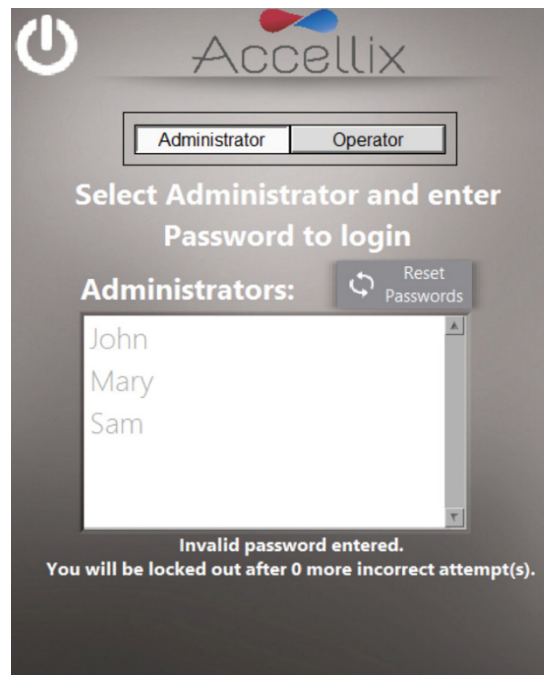 Accellix
Administrator Operator
Select Administrator and enter
Password to login
Administrators:
Reset
Passwords
John
Mary
Sam
Invalid password entered.
You will be locked out after 0 more incorrect attempt(s).